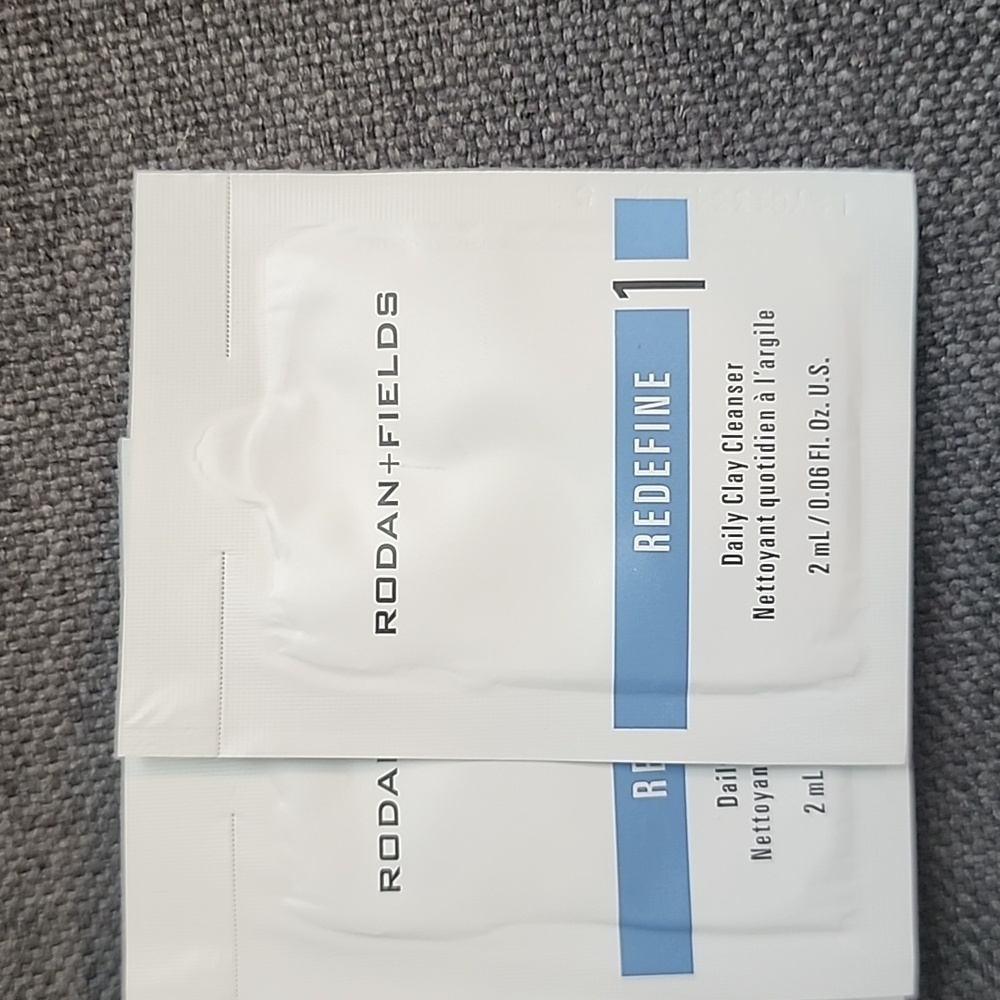 RODAN+FIELDS
1
REDEFINE
Daily Clay Cleanser
Nettoyant quotidien à l'argile
2 mL / 0.06 Fl. Oz. U.S.
RODA
RE
Dail
Nettoyan
2 mL